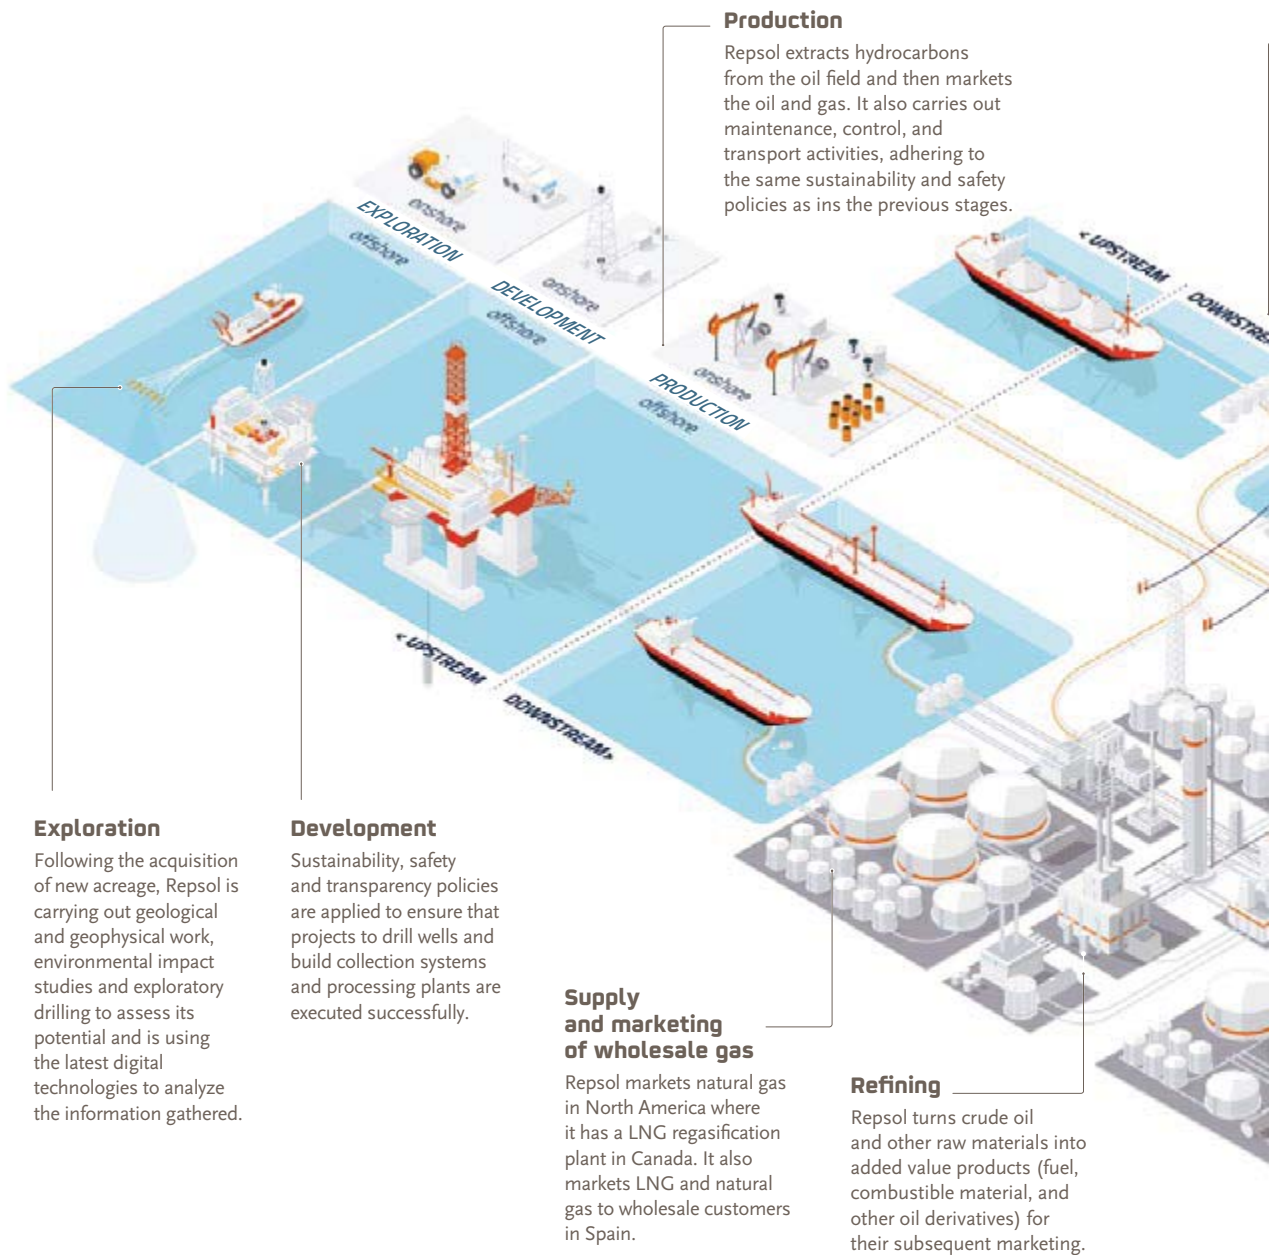 Production
Repsol extracts hydrocarbons
from the oil field and then markets
the oil and gas. It also carries out
maintenance, control, and
transport activities, adhering to
the same sustainability and safety
policies as ins the previous stages.
onshore
EXPLORATION
offshore
onshore
DEVELOPMENT
offshore
onshore
PRODUCTION
offshore
< UPSTREAM
DOWNSTREA
< UPSTREAM
DOWNSTREAM>
Exploration
Following the acquisition
of new acreage, Repsol is
carrying out geological
and geophysical work,
environmental impact
studies and exploratory
drilling to assess its
potential and is using
the latest digital
technologies to analyze
the information gathered.
Development
Sustainability, safety
and transparency policies
are applied to ensure that
projects to drill wells and
build collection systems
and processing plants are
executed successfully.
Supply
and marketing
of wholesale gas
Repsol markets natural gas
in North America where
it has a LNG regasification
plant in Canada. It also
markets LNG and natural
gas to wholesale customers
in Spain.
Refining
Repsol turns crude oil
and other raw materials into
added value products (fuel,
combustible material, and
other oil derivatives) for
their subsequent marketing.